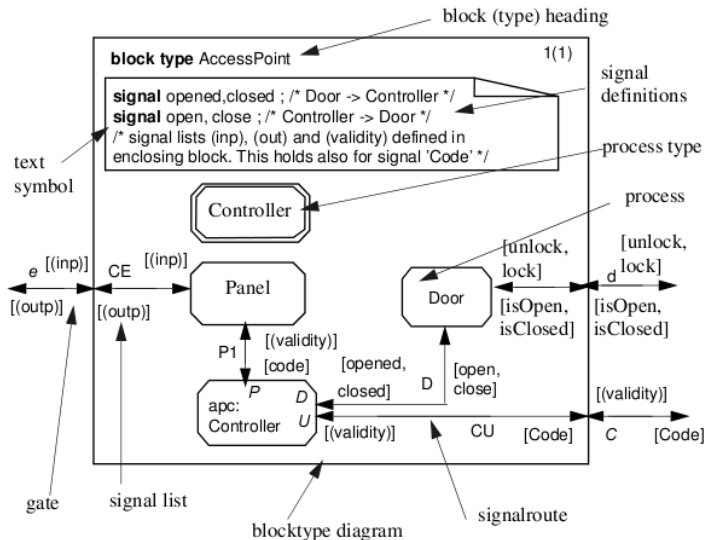 block (type) heading
block type AccessPoint
1(1)
signal opened,closed ; /* Door -> Controller */
signal open, close ; /* Controller -> Door */
/* signal lists (inp), (out) and (validity) defined in
enclosing block. This holds also for signal 'Code' */
signal
definitions
text
symbol
process type
Controller
process
e
[(inp)]
CE
[(inp)]
Panel
[(outp)]
[(outp)]
Door
[unlock,
lock]
[isOpen,
isClosed]
[unlock,
lock]
d
[isOpen,
isClosed]
P1
[(validity)]
[code]
[opened,
closed]
D
[open,
close]
P
D
apc:
Controller
U
[(validity)]
CU
[Code]
[(validity)]
C
[Code]
gate
signal list
blocktype diagram
signalroute